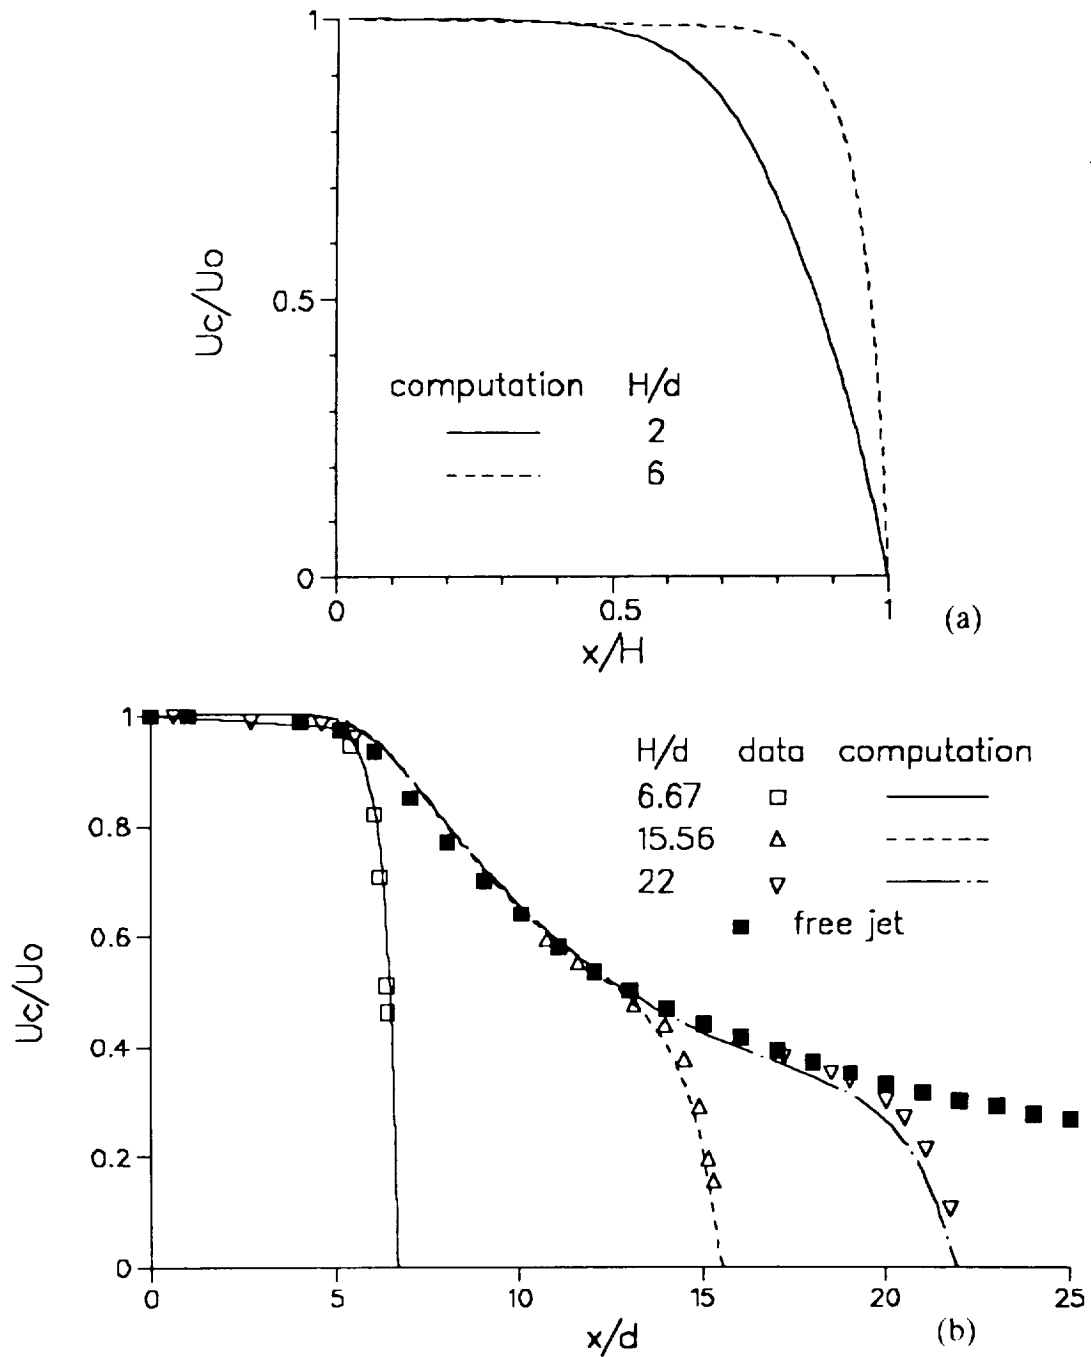 1
Uc/Uo
0.5
computation H/d
2
6
0
0 0.5 1
x/H
(a)
1
H/d data computation
0.8
6.67
15.56
22
free jet
0.6
Uc/Uo
0.4
0.2
0
0 5 10 15 20 25
x/d
(b)